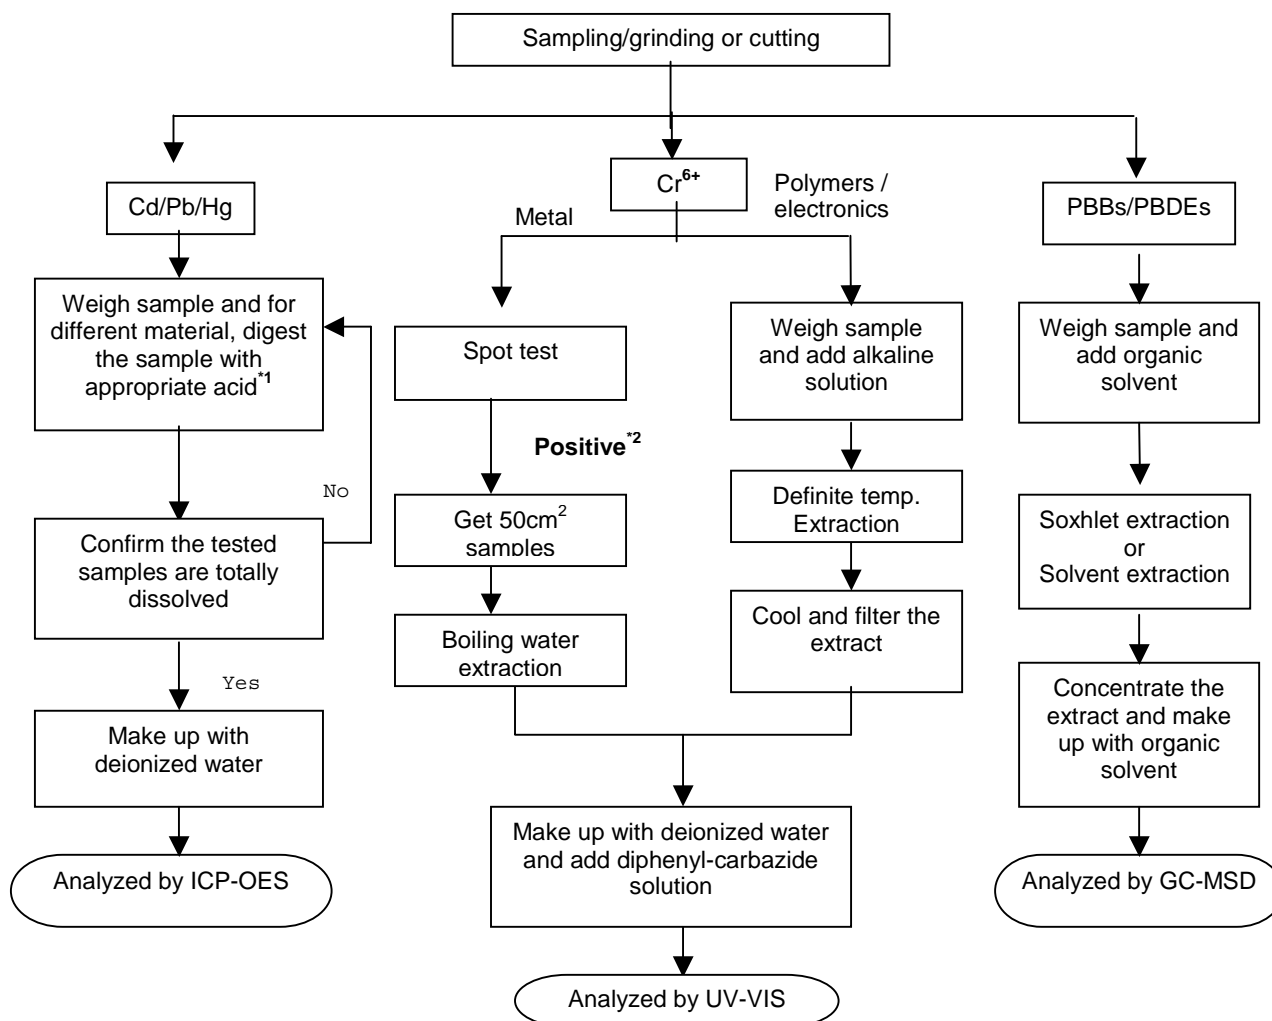 Sampling/grinding or cutting
Cd/Pb/Hg
Weigh sample and for
different material, digest
the sample with
appropriate acid*1
No
Confirm the tested
samples are totally
dissolved
Yes
Make up with
deionized water
Analyzed by ICP-OES
Cr6+
Metal
Spot test
Positive*2
Get 50cm2
samples
Boiling water
extraction
Polymers /
electronics
Weigh sample
and add alkaline
solution
Definite temp.
Extraction
Cool and filter the
extract
Make up with deionized water
and add diphenyl-carbazide
solution
Analyzed by UV-VIS
PBBs/PBDEs
Weigh sample and
add organic
solvent
Soxhlet extraction
or
Solvent extraction
Concentrate the
extract and make
up with organic
solvent
Analyzed by GC-MSD